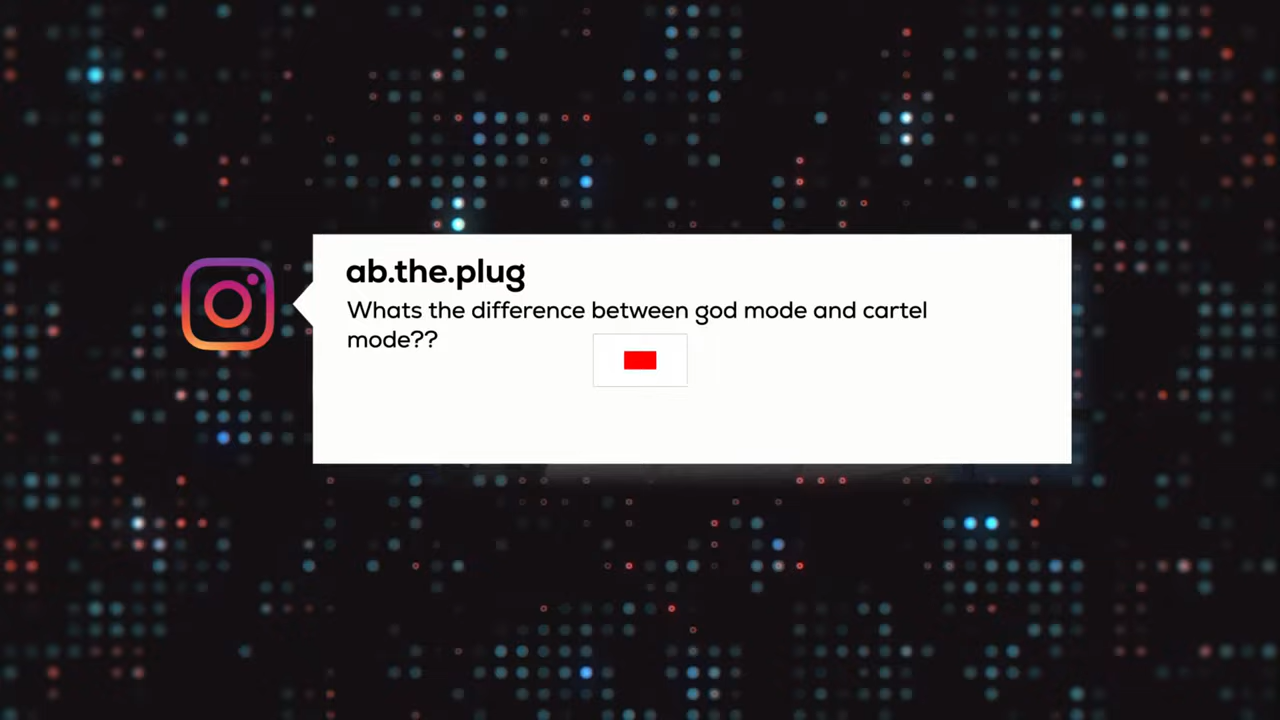 ab.the.plug
Whats the difference between god mode and cartel
mode??